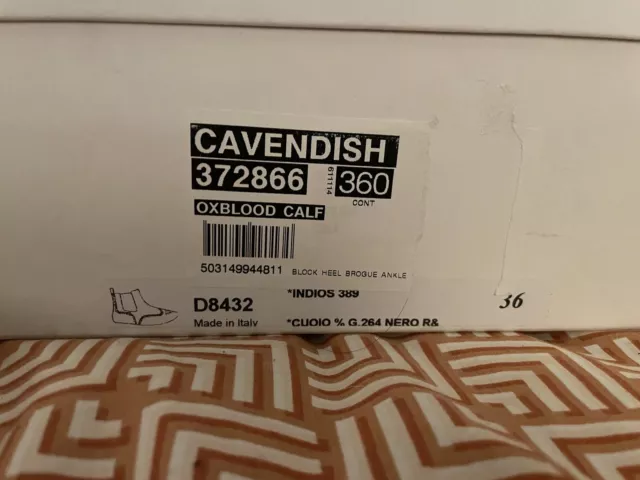 CAVENDISH
372866 611114 360
CONT
OXBLOOD CALF
503149944811 BLOCK HEEL BROGUE ANKLE
*INDIOS 389
D8432 36
Made in Italy *CUOIO % G.264 NERO R&